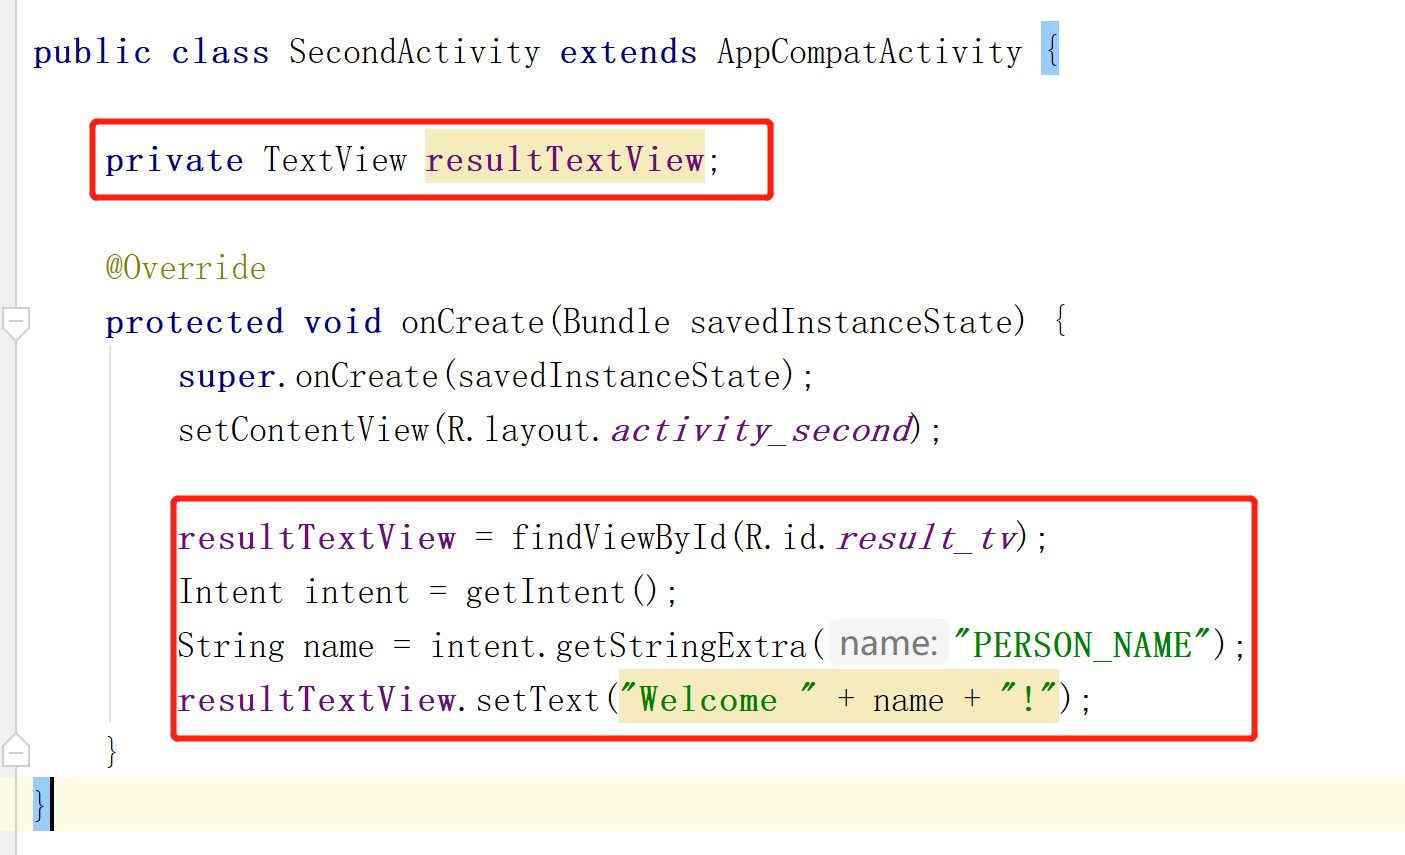 public class SecondActivity extends AppCompatActivity {
private TextView resultTextView;
@Override
protected void onCreate(Bundle savedInstanceState) {
super.onCreate(savedInstanceState);
setContentView(R.layout.activity_second);
resultTextView = findViewById(R.id.result_tv);
Intent intent = getIntent();
String name = intent.getStringExtra( name: "PERSON_NAME");
resultTextView.setText("Welcome " + name + "!");
}
}